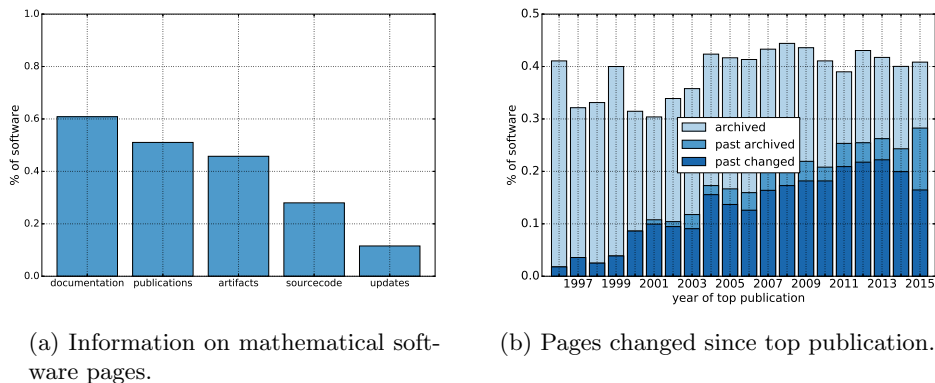 1.0
0.8
0.6
0.4
0.2
0.0
% of software
documentation publications artifacts sourcecode updates
(a) Information on mathematical soft-
ware pages.
0.5
0.4
0.3
0.2
0.1
0.0
% of software
archived
past archived
past changed
1997 1999 2001 2003 2005 2007 2009 2011 2013 2015
year of top publication
(b) Pages changed since top publication.